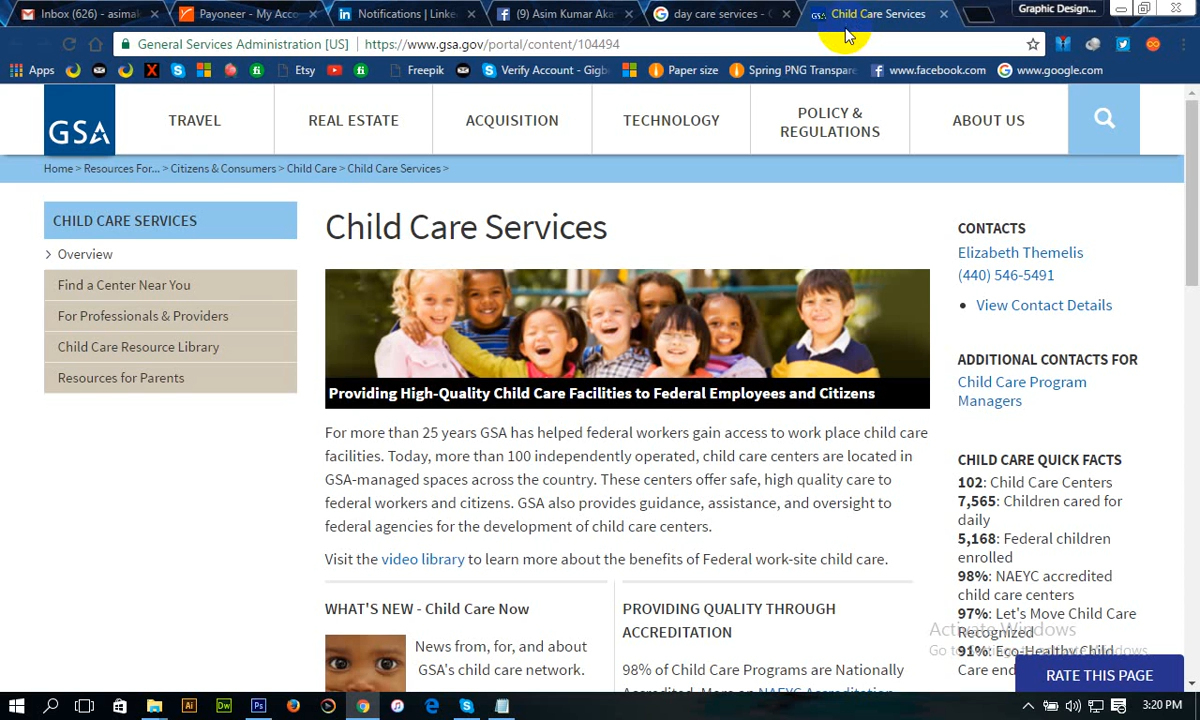 Inbox (626) - asima
Payoneer - My Acco
Notifications | Linke
(9) Asim Kumar Aka
day care services - G
Child Care Services
Graphic Design...
General Services Administration [US] | https://www.gsa.gov/portal/content/104494
Apps
Etsy
Freepik
Verify Account - Gigb
Paper size
Spring PNG Transpare
www.facebook.com
www.google.com
GSA
TRAVEL
REAL ESTATE
ACQUISITION
TECHNOLOGY
POLICY &
REGULATIONS
ABOUT US
Home > Resources For... > Citizens & Consumers > Child Care > Child Care Services >
CHILD CARE SERVICES
> Overview
Find a Center Near You
For Professionals & Providers
Child Care Resource Library
Resources for Parents
Child Care Services
Providing High-Quality Child Care Facilities to Federal Employees and Citizens
For more than 25 years GSA has helped federal workers gain access to work place child care
facilities. Today, more than 100 independently operated, child care centers are located in
GSA-managed spaces across the country. These centers offer safe, high quality care to
federal workers and citizens. GSA also provides guidance, assistance, and oversight to
federal agencies for the development of child care centers.
Visit the video library to learn more about the benefits of Federal work-site child care.
WHAT'S NEW - Child Care Now
News from, for, and about
GSA's child care network.
PROVIDING QUALITY THROUGH
ACCREDITATION
98% of Child Care Programs are Nationally
Accredited. More on NAEYC Accreditation
CONTACTS
Elizabeth Themelis
(440) 546-5491
• View Contact Details
ADDITIONAL CONTACTS FOR
Child Care Program
Managers
CHILD CARE QUICK FACTS
102: Child Care Centers
7,565: Children cared for
daily
5,168: Federal children
enrolled
98%: NAEYC accredited
child care centers
97%: Let's Move Child Care
Recognized
91%: Eco-Healthy Child
Care end
Activate Windows
RATE THIS PAGE
3:20 PM